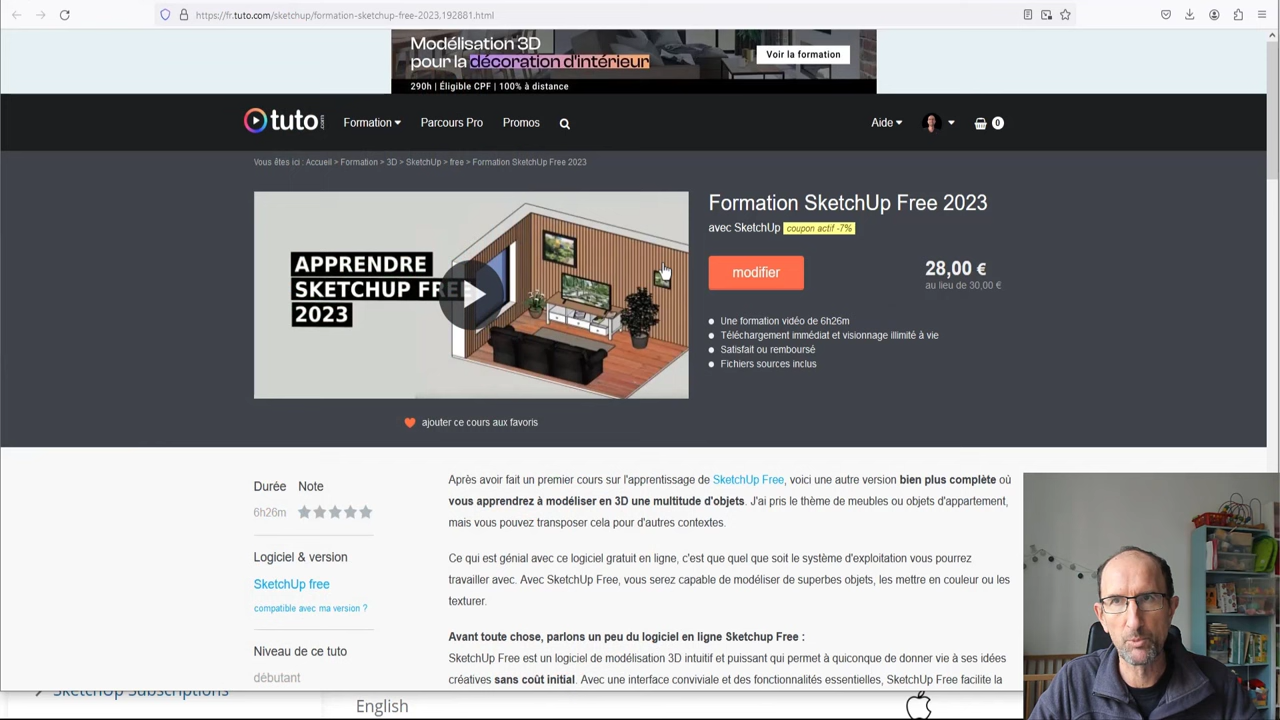 https://fr.tuto.com/sketchup/formation-sketchup-free-2023,192881.html
Modélisation 3D
pour la décoration d'intérieur
290h | Éligible CPF | 100% à distance
Voir la formation
tuto.com
Formation
Parcours Pro
Promos
Aide
0
Vous êtes ici : Accueil > Formation > 3D > SketchUp > free > Formation SketchUp Free 2023
APPRENDRE
SKETCHUP FREE
2023
Formation SketchUp Free 2023
avec SketchUp coupon actif -7%
modifier
28,00 €
au lieu de 30,00 €
Une formation vidéo de 6h26m
Téléchargement immédiat et visionnage illimité à vie
Satisfait ou remboursé
Fichiers sources inclus
ajouter ce cours aux favoris
Durée Note
6h26m
Logiciel & version
SketchUp free
compatible avec ma version ?
Niveau de ce tuto
débutant
Après avoir fait un premier cours sur l'apprentissage de SketchUp Free, voici une autre version bien plus complète où
vous apprendrez à modéliser en 3D une multitude d'objets. J'ai pris le thème de meubles ou objets d'appartement,
mais vous pouvez transposer cela pour d'autres contextes.
Ce qui est génial avec ce logiciel gratuit en ligne, c'est que quel que soit le système d'exploitation vous pourrez
travailler avec. Avec SketchUp Free, vous serez capable de modéliser de superbes objets, les mettre en couleur ou les
texturer.
Avant toute chose, parlons un peu du logiciel en ligne Sketchup Free :
SketchUp Free est un logiciel de modélisation 3D intuitif et puissant qui permet à quiconque de donner vie à ses idées
créatives sans coût initial. Avec une interface conviviale et des fonctionnalités essentielles, SketchUp Free facilite la
SketchUp Subscriptions
English